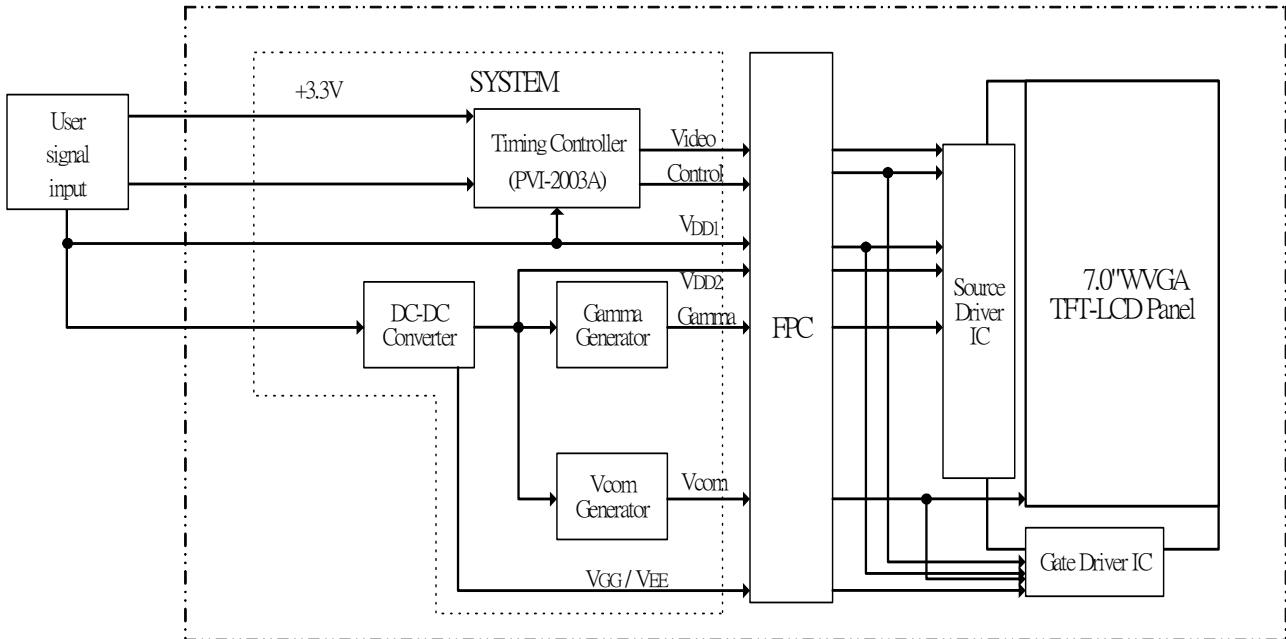 SYSTEM
+3.3V
User
signal
input
Timing Controller
(PVI-2003A)
Video
Control
VDD1
VDD2
DC-DC
Converter
Gamma
Generator
Gamma
FPC
Source
Driver
IC
7.0"WVGA
TFT-LCD Panel
Vcom
Generator
Vcom
Gate Driver IC
VGG / VEE